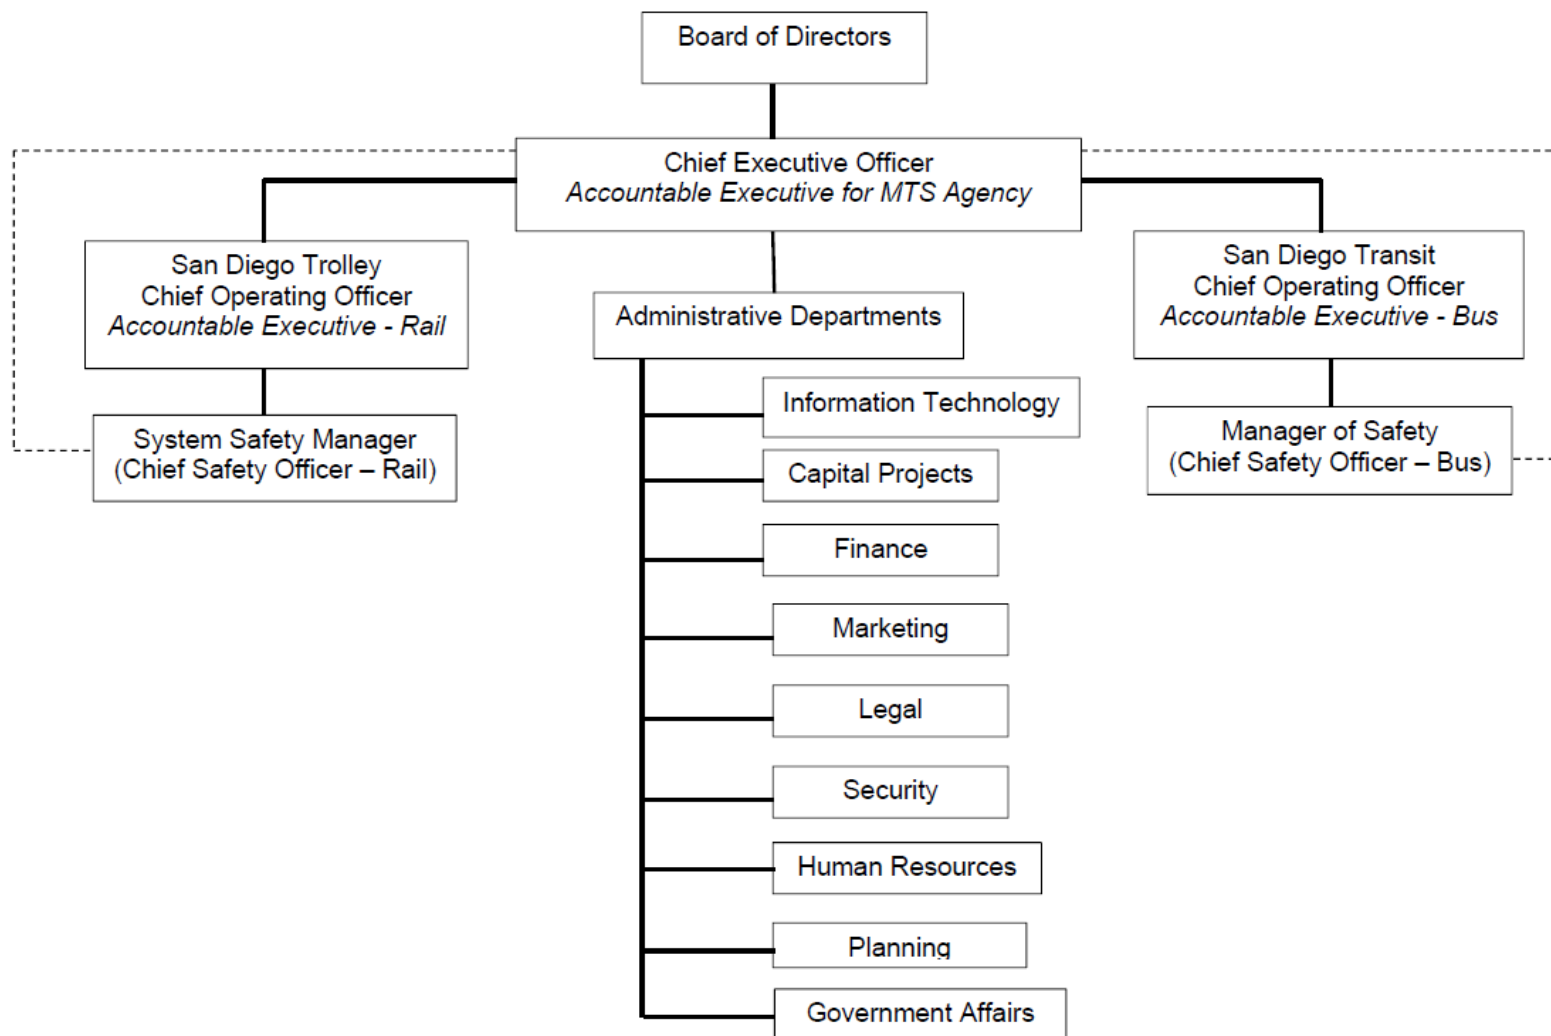 Board of Directors
Chief Executive Officer
Accountable Executive for MTS Agency
San Diego Trolley
Chief Operating Officer
Accountable Executive - Rail
System Safety Manager
(Chief Safety Officer – Rail)
Administrative Departments
Information Technology
Capital Projects
Finance
Marketing
Legal
Security
Human Resources
Planning
Government Affairs
San Diego Transit
Chief Operating Officer
Accountable Executive - Bus
Manager of Safety
(Chief Safety Officer – Bus)